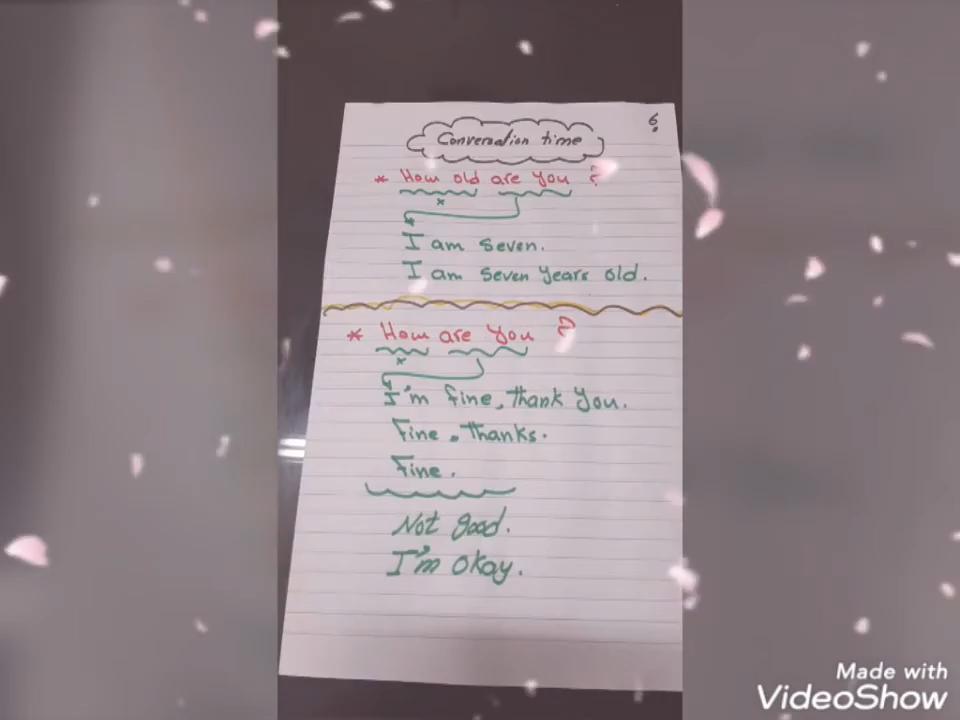 6
Conversation time
* How old are you ?
I am seven.
I am seven years old.
* How are you ?
I'm fine, thank you.
Fine, thanks.
Fine.
Not good.
I'm okay.
Made with
VideoShow